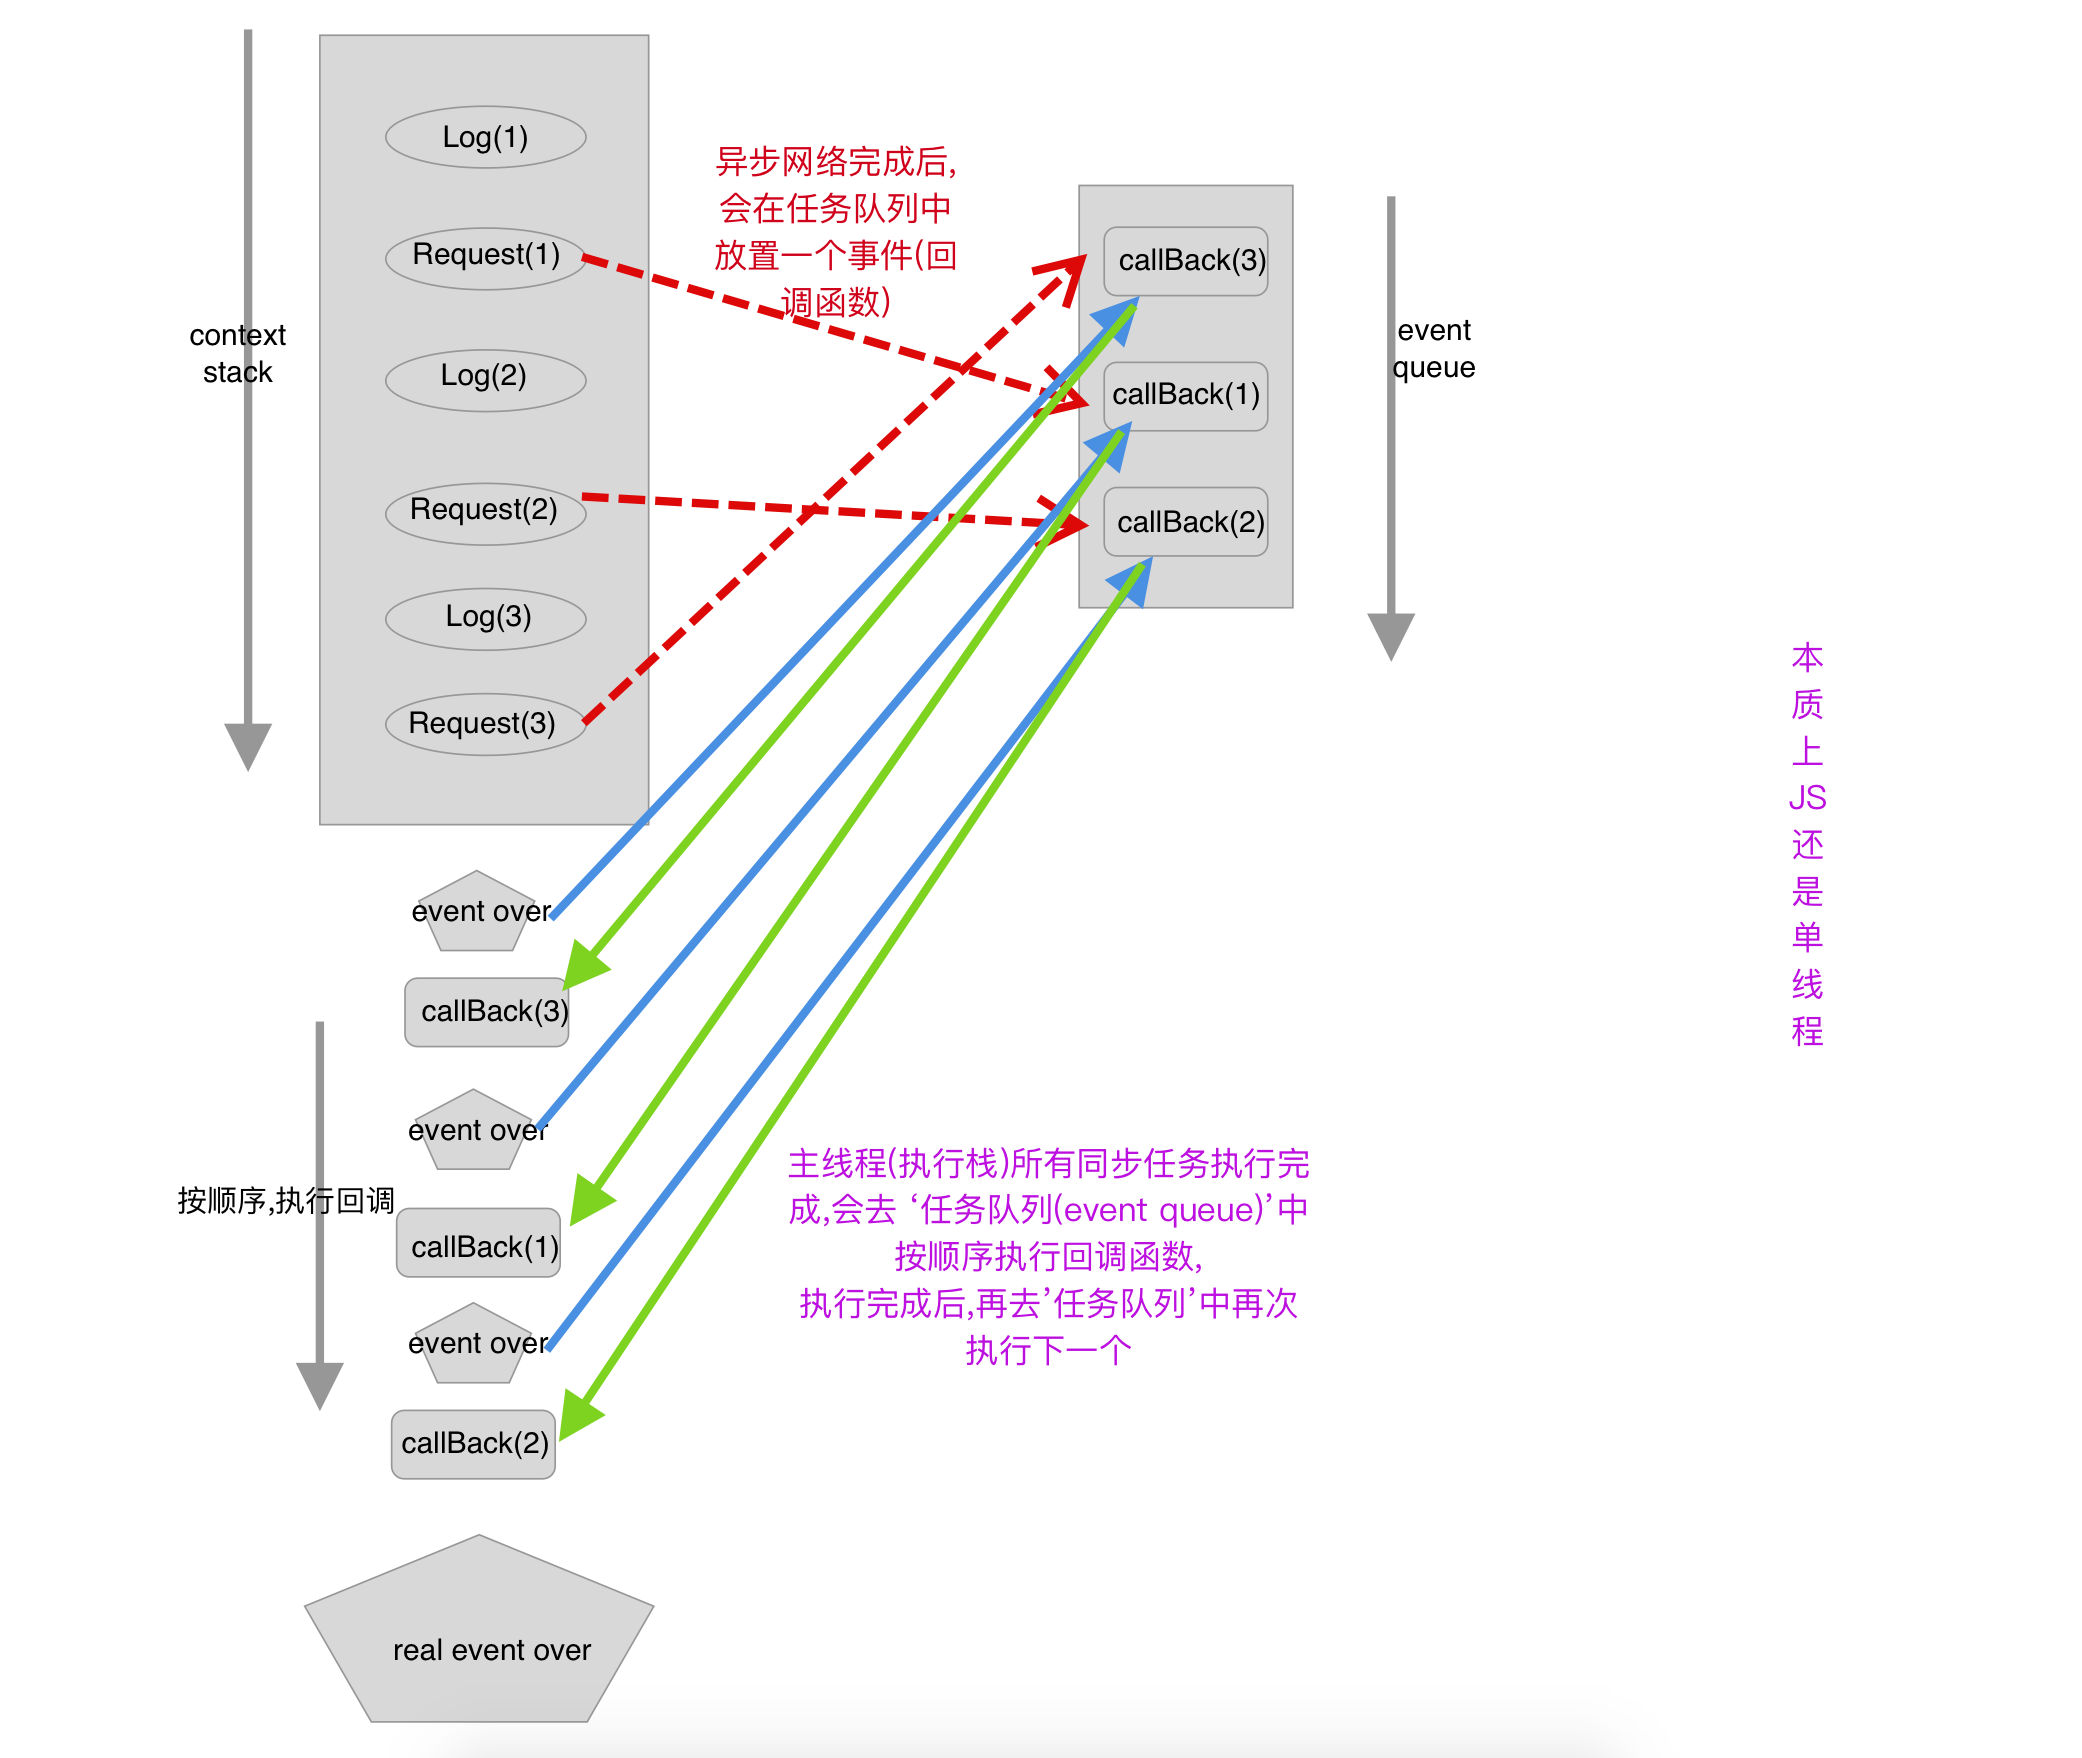 Log(1)
Request(1)
context
stack
Log(2)
Request(2)
Log(3)
Request(3)
异步网络完成后,
会在任务队列中
放置一个事件(回
调函数)
callBack(3)
callBack(1)
callBack(2)
event
queue
本
质
上
JS
还
是
单
线
程
event over
callBack(3)
event over
按顺序,执行回调
callBack(1)
event over
callBack(2)
主线程(执行栈)所有同步任务执行完
成,会去 ‘任务队列(event queue)’中
按顺序执行回调函数,
执行完成后,再去’任务队列’中再次
执行下一个
real event over